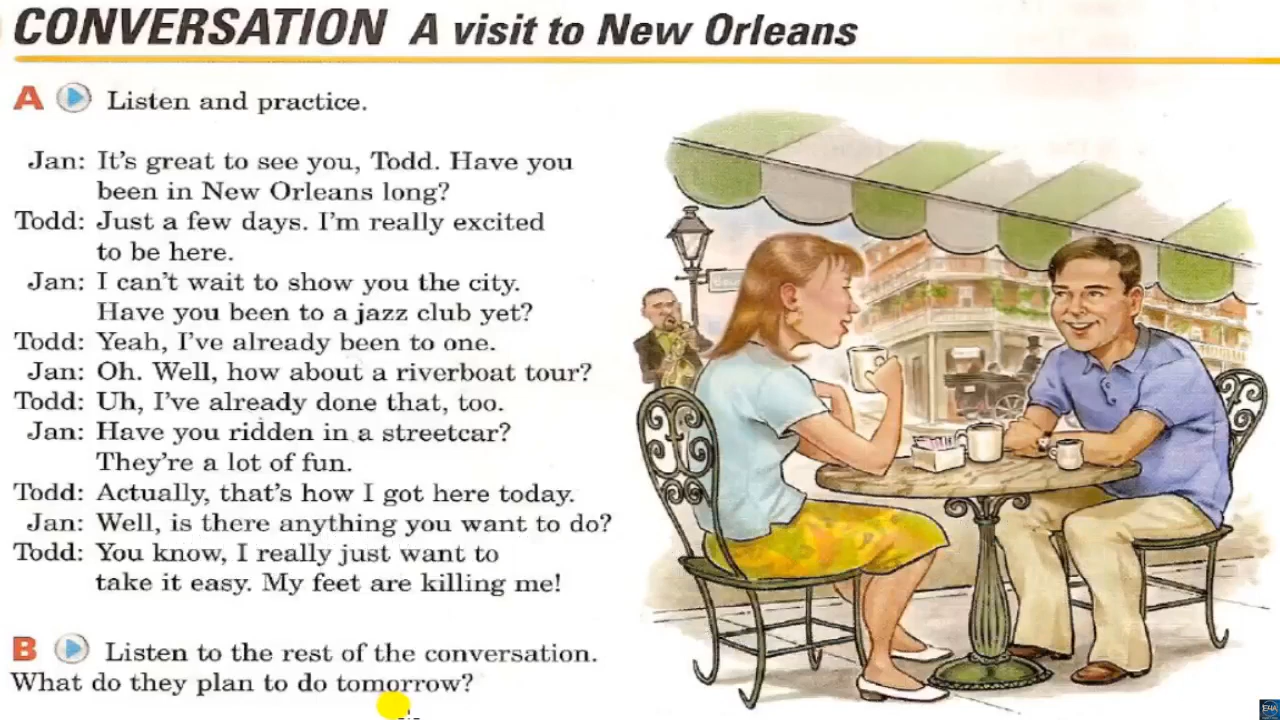 CONVERSATION A visit to New Orleans
A Listen and practice.
Jan: It's great to see you, Todd. Have you
been in New Orleans long?
Todd: Just a few days. I'm really excited
to be here.
Jan: I can't wait to show you the city.
Have you been to a jazz club yet?
Todd: Yeah, I've already been to one.
Jan: Oh. Well, how about a riverboat tour?
Todd: Uh, I've already done that, too.
Jan: Have you ridden in a streetcar?
They're a lot of fun.
Todd: Actually, that's how I got here today.
Jan: Well, is there anything you want to do?
Todd: You know, I really just want to
take it easy. My feet are killing me!
B Listen to the rest of the conversation.
What do they plan to do tomorrow?